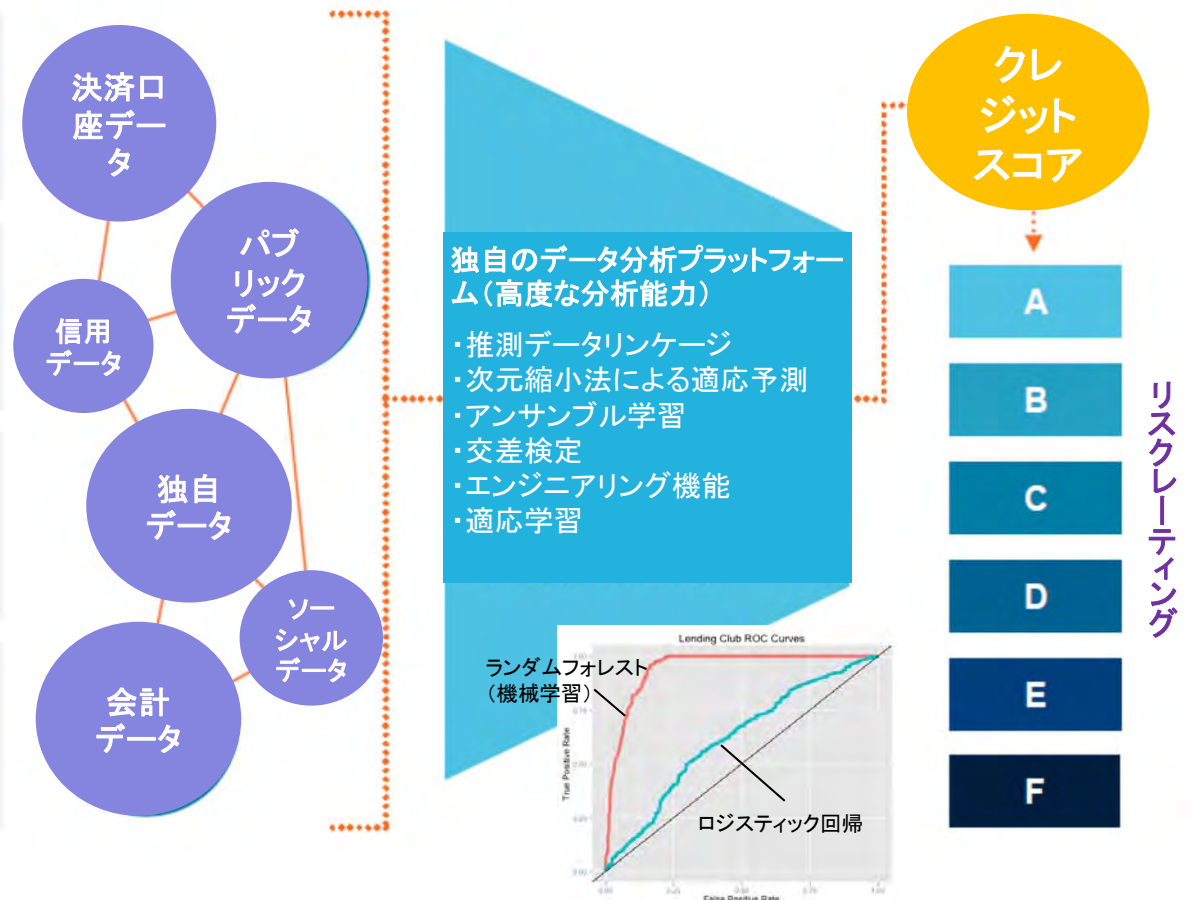 決済口
座デー
タ
パブ
リック
データ
信用
データ
独自
データ
ソー
シャル
データ
会計
データ
独自のデータ分析プラットフォー
ム（高度な分析能力）
・推測データリンケージ
・次元縮小法による適応予測
・アンサンブル学習
・交差検定
・エンジニアリング機能
・適応学習
Lending Club ROC Curves
ランダムフォレスト
（機械学習）
ロジスティック回帰
True Positive Rate
False Positive Rate
クレ
ジット
スコア
A
B
C
D
E
F
リスクレーティング